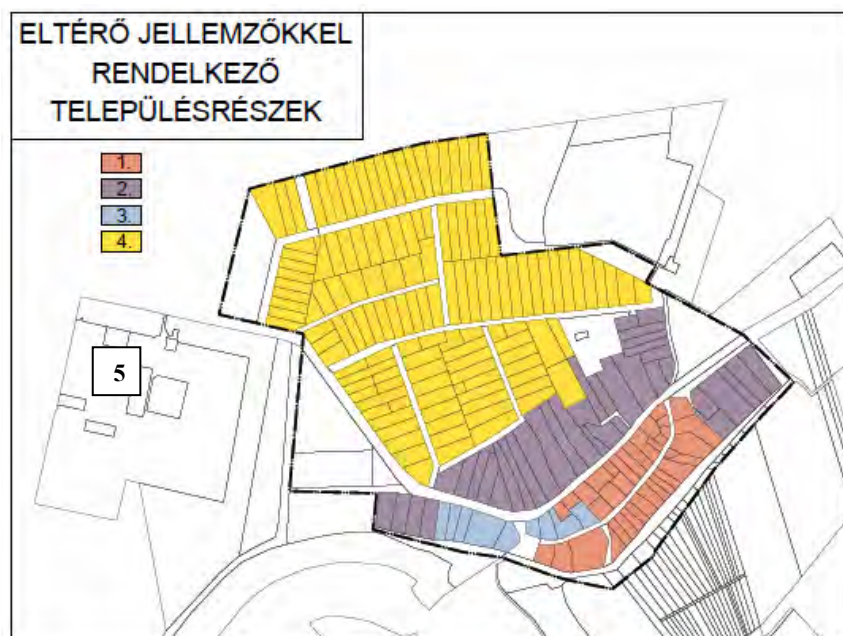 ELTÉRŐ JELLEMZŐKKEL
RENDELKEZŐ
TELEPÜLÉSRÉSZEK
1.
2.
3.
4.
5